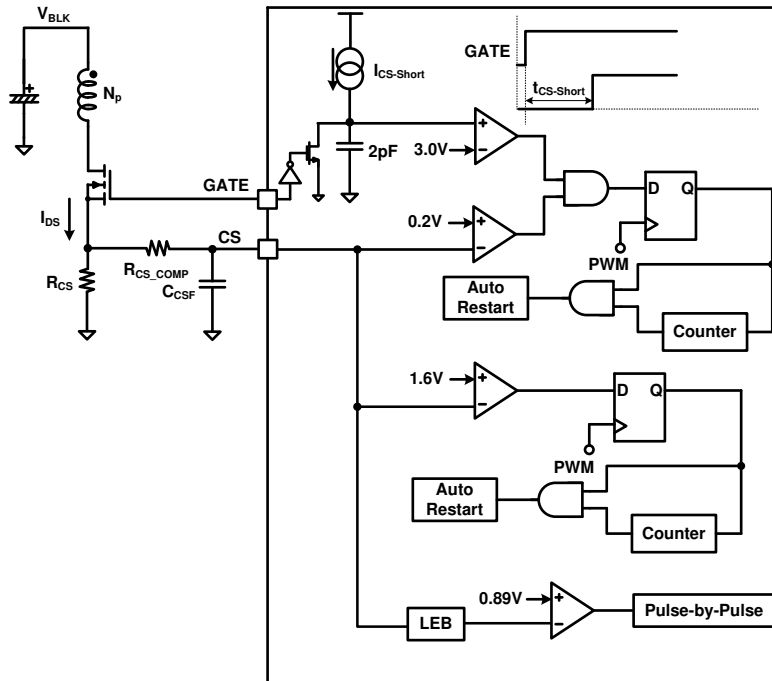 V_BLK
+
N_p
I_DS
R_CS
R_CS_COMP
C_CSF
GATE
CS
I_CS-Short
2pF
GATE
t_CS-Short
3.0V
+
−
0.2V
+
−
D Q
PWM
Auto
Restart
Counter
1.6V
+
−
D Q
PWM
Auto
Restart
Counter
0.89V
+
−
LEB
Pulse-by-Pulse